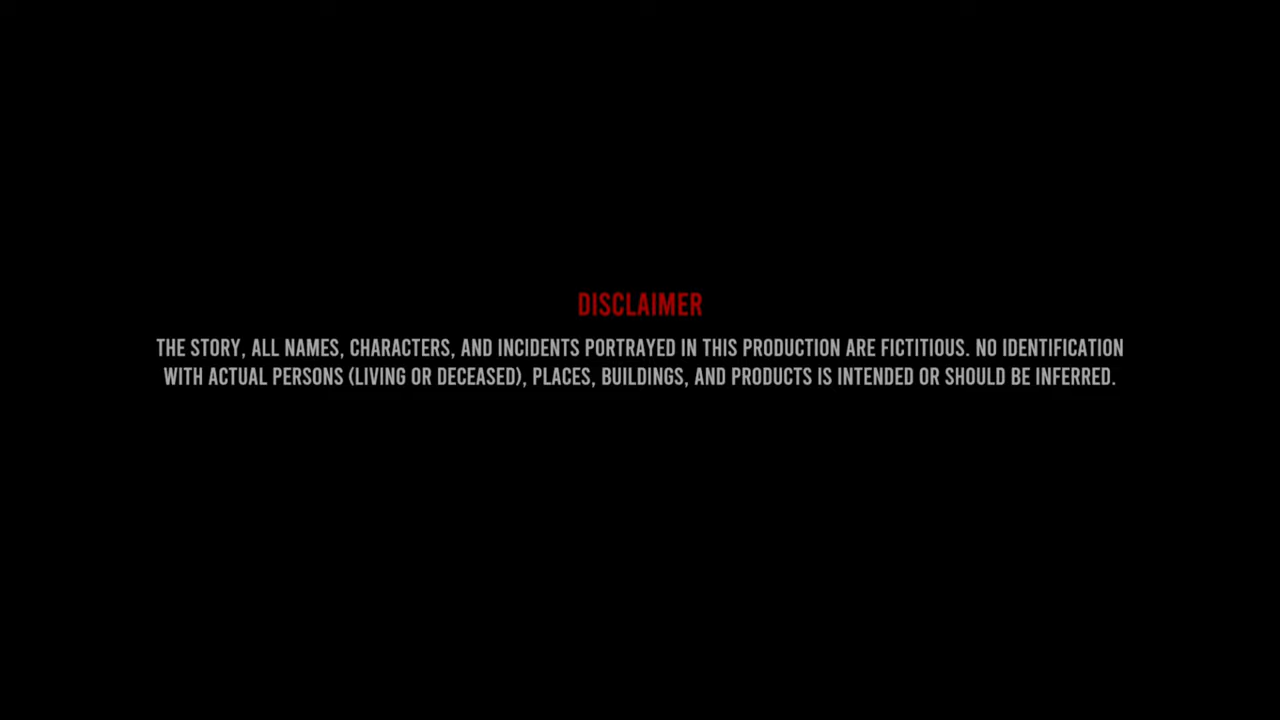 DISCLAIMER
THE STORY, ALL NAMES, CHARACTERS, AND INCIDENTS PORTRAYED IN THIS PRODUCTION ARE FICTITIOUS. NO IDENTIFICATION
WITH ACTUAL PERSONS (LIVING OR DECEASED), PLACES, BUILDINGS, AND PRODUCTS IS INTENDED OR SHOULD BE INFERRED.